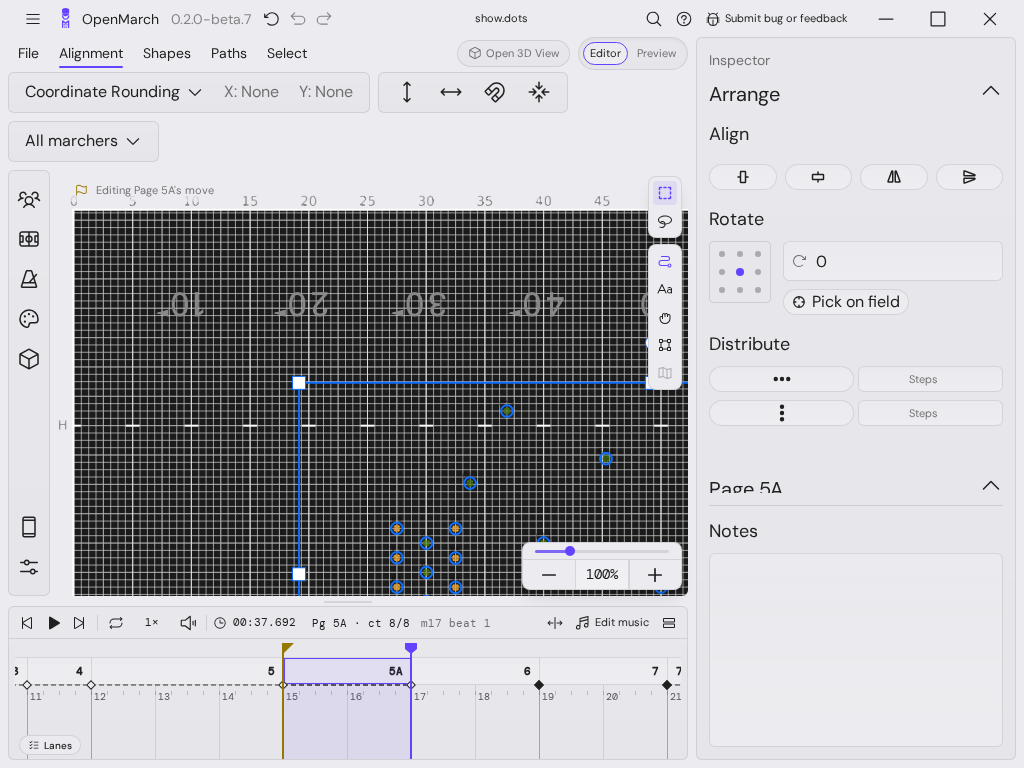 OpenMarch 0.2.0-beta.7
show.dots
Submit bug or feedback
File Alignment Shapes Paths Select
Open 3D View
Editor Preview
Coordinate Rounding X: None Y: None
All marchers
Editing Page 5A's move
0 5 10 15 20 25 30 35 40 45
10 20 30 40
H
Aa
100%
00:37.692 Pg 5A · ct 8/8 m17 beat 1
1×
Edit music
4 5 5A 6 7
11 12 13 14 15 16 17 18 19 20 21
Lanes
Inspector
Arrange
Align
Rotate
0
Pick on field
Distribute
Steps
Steps
Page 5A
Notes